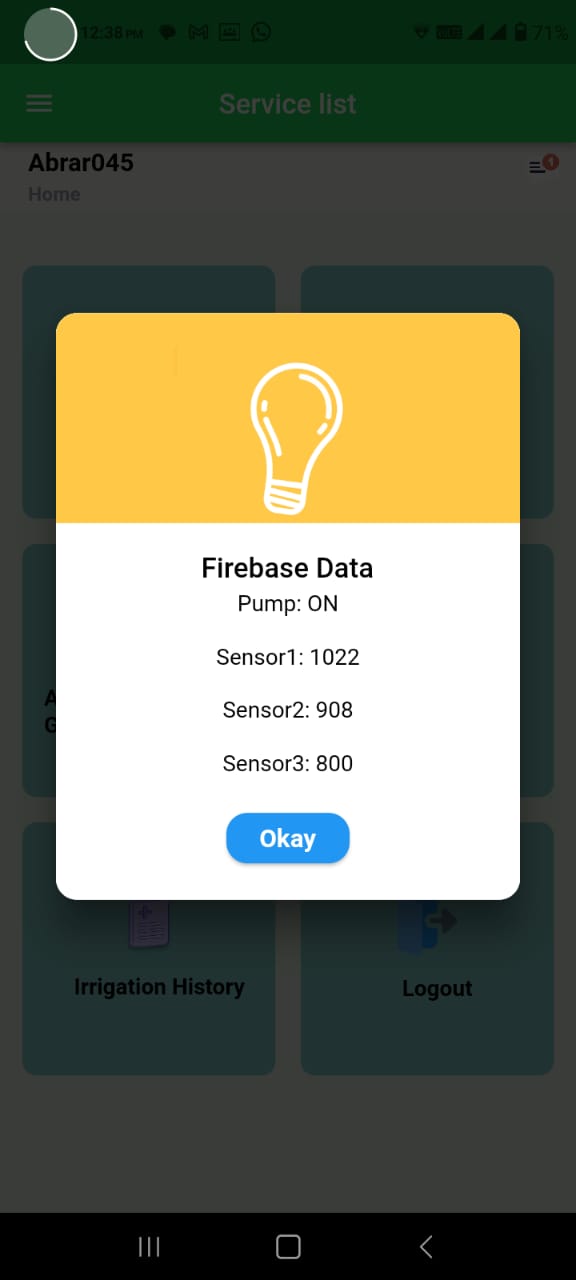 12:38 PM
71%
Service list
Abrar045
1
Home
Firebase Data
Pump: ON
Sensor1: 1022
Sensor2: 908
Sensor3: 800
A
G
Okay
Irrigation History
Logout